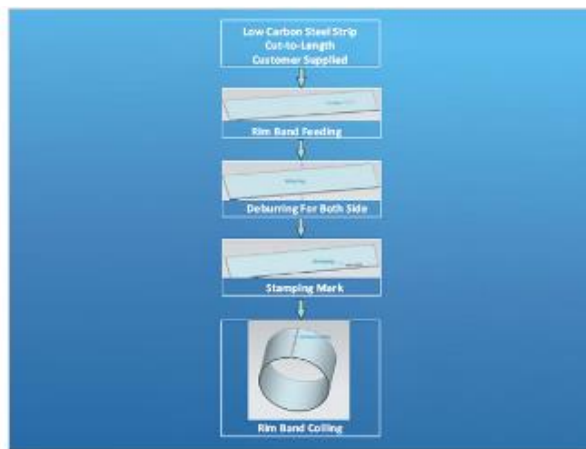 Low Carbon Steel Strip
Cut-to-Length
Customer Supplied
Rim Band Feeding
Deburring For Both Side
Stamping Mark
Rim Band Coiling